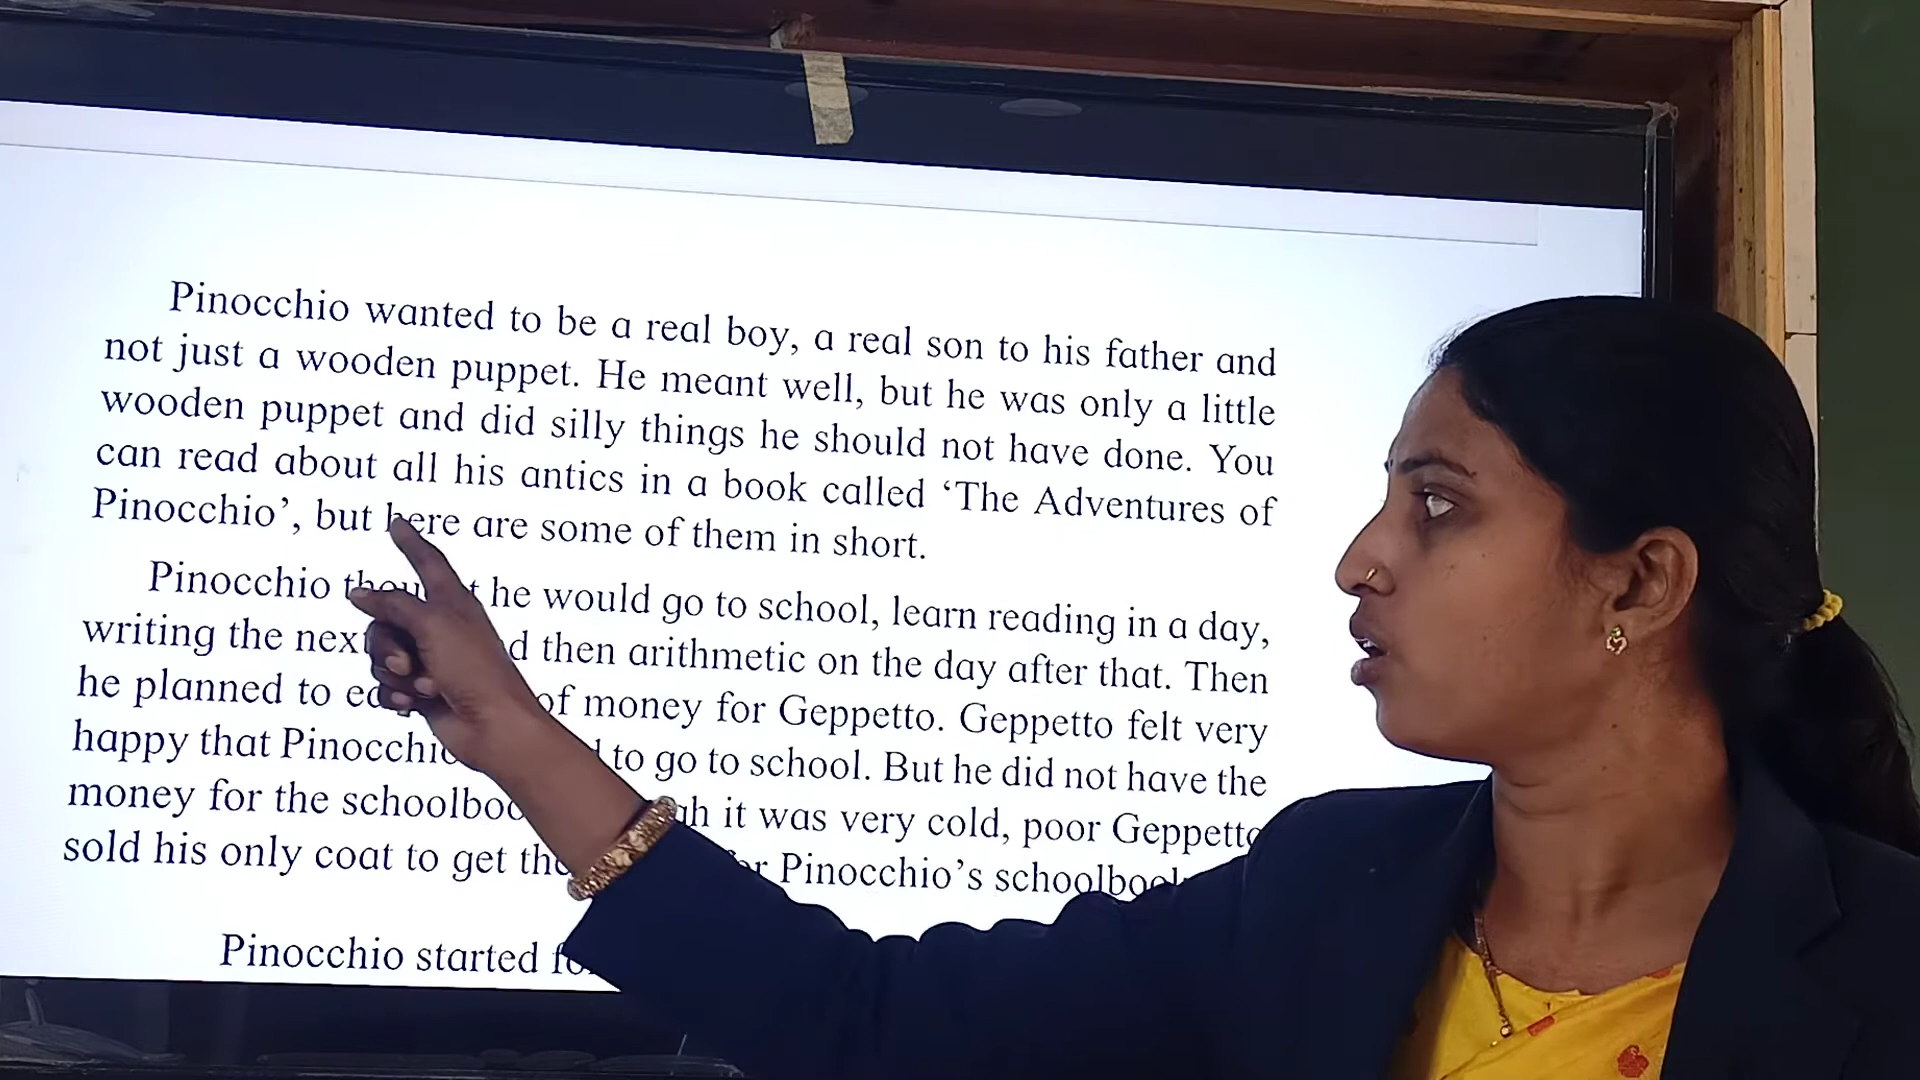 Pinocchio wanted to be a real boy, a real son to his father and
not just a wooden puppet. He meant well, but he was only a little
wooden puppet and did silly things he should not have done. You
can read about all his antics in a book called ‘The Adventures of
Pinocchio’, but here are some of them in short.
Pinocchio thought he would go to school, learn reading in a day,
writing the next then arithmetic on the day after that. Then
he planned to of money for Geppetto. Geppetto felt very
happy that Pinocchio to go to school. But he did not have the
money for the it was very cold, poor Geppetto
sold his only coat to get Pinocchio’s
Pinocchio started